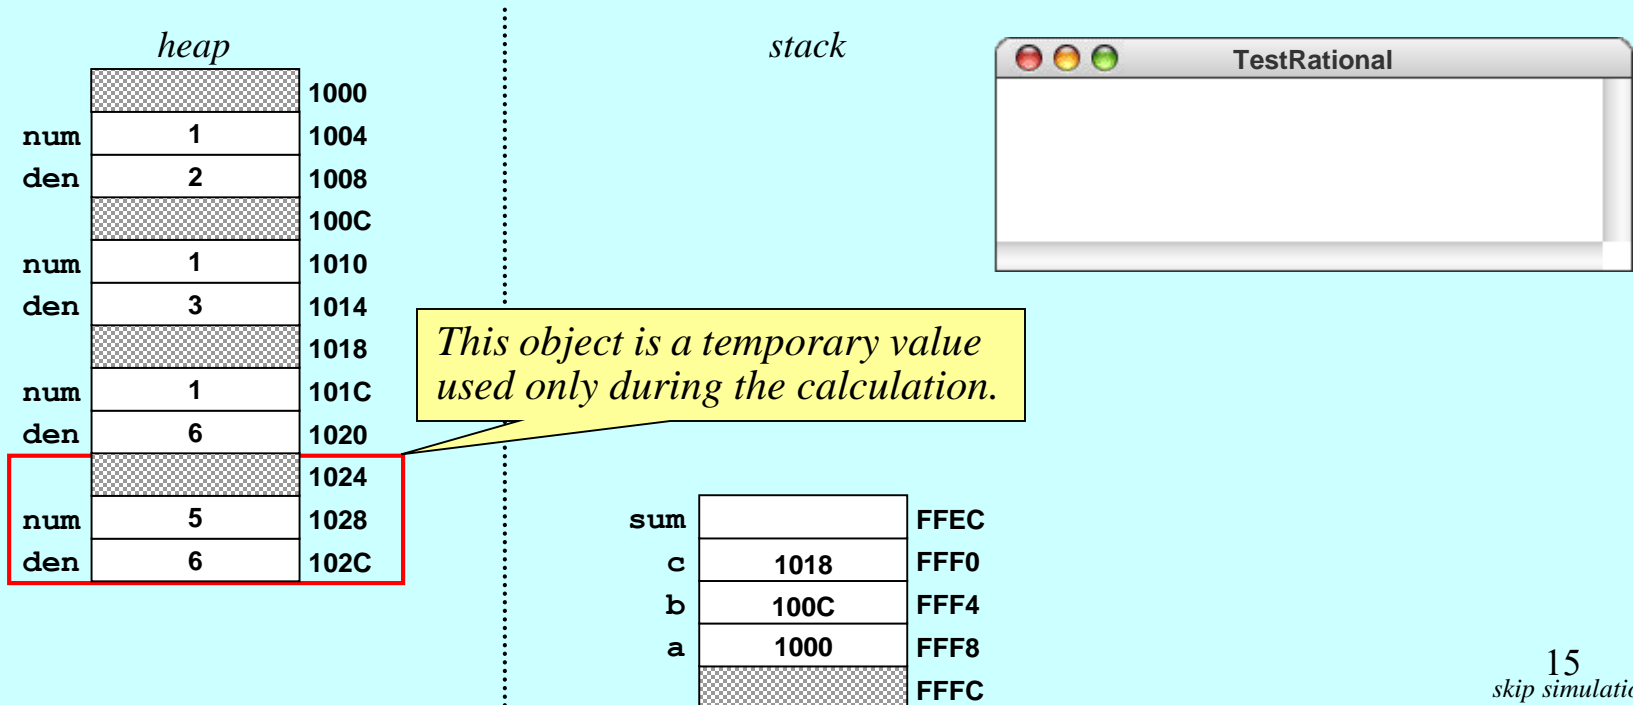 heap
stack
TestRational
1000
num 1 1004
den 2 1008
100C
num 1 1010
den 3 1014
1018
num 1 101C
den 6 1020
1024
num 5 1028
den 6 102C
This object is a temporary value
used only during the calculation.
sum FFEC
c 1018 FFF0
b 100C FFF4
a 1000 FFF8
FFFC
15
skip simulatio